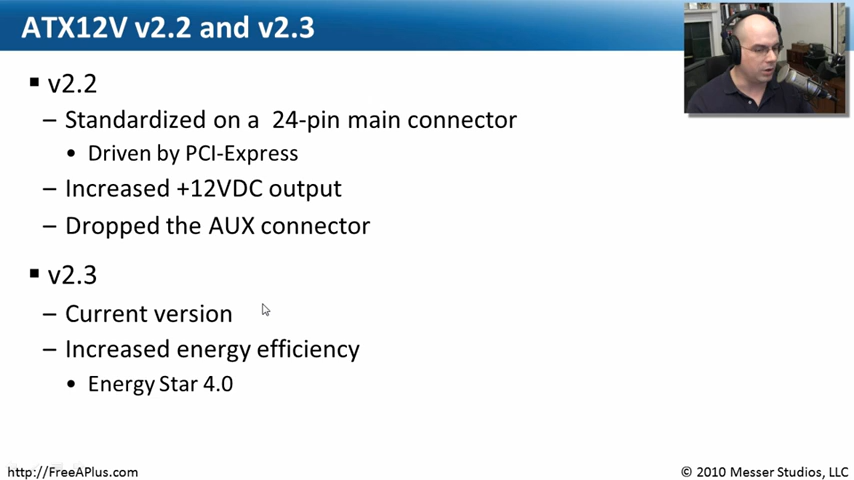 ATX12V v2.2 and v2.3
▪ v2.2
– Standardized on a 24-pin main connector
• Driven by PCI-Express
– Increased +12VDC output
– Dropped the AUX connector
▪ v2.3
– Current version
– Increased energy efficiency
• Energy Star 4.0
http://FreeAPlus.com
© 2010 Messer Studios, LLC